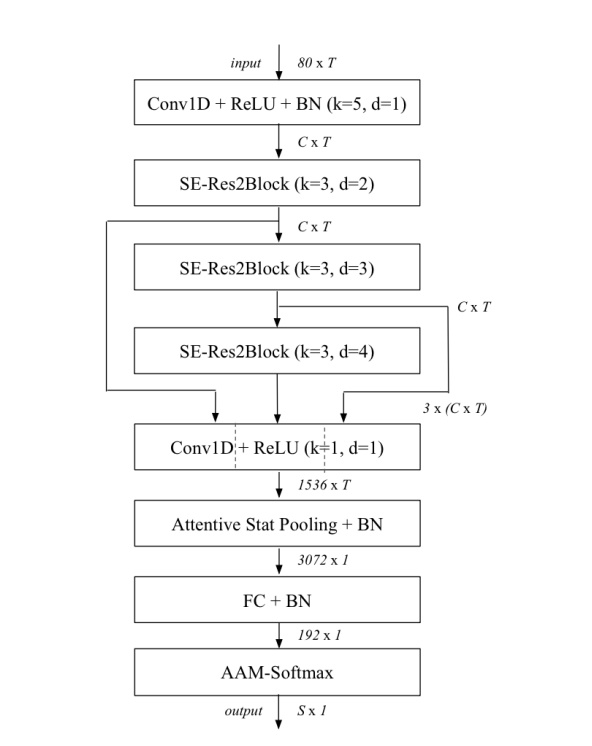 input 80 x T
Conv1D + ReLU + BN (k=5, d=1)
C x T
SE-Res2Block (k=3, d=2)
C x T
SE-Res2Block (k=3, d=3)
C x T
SE-Res2Block (k=3, d=4)
3 x (C x T)
Conv1D + ReLU (k=1, d=1)
1536 x T
Attentive Stat Pooling + BN
3072 x 1
FC + BN
192 x 1
AAM-Softmax
output S x 1